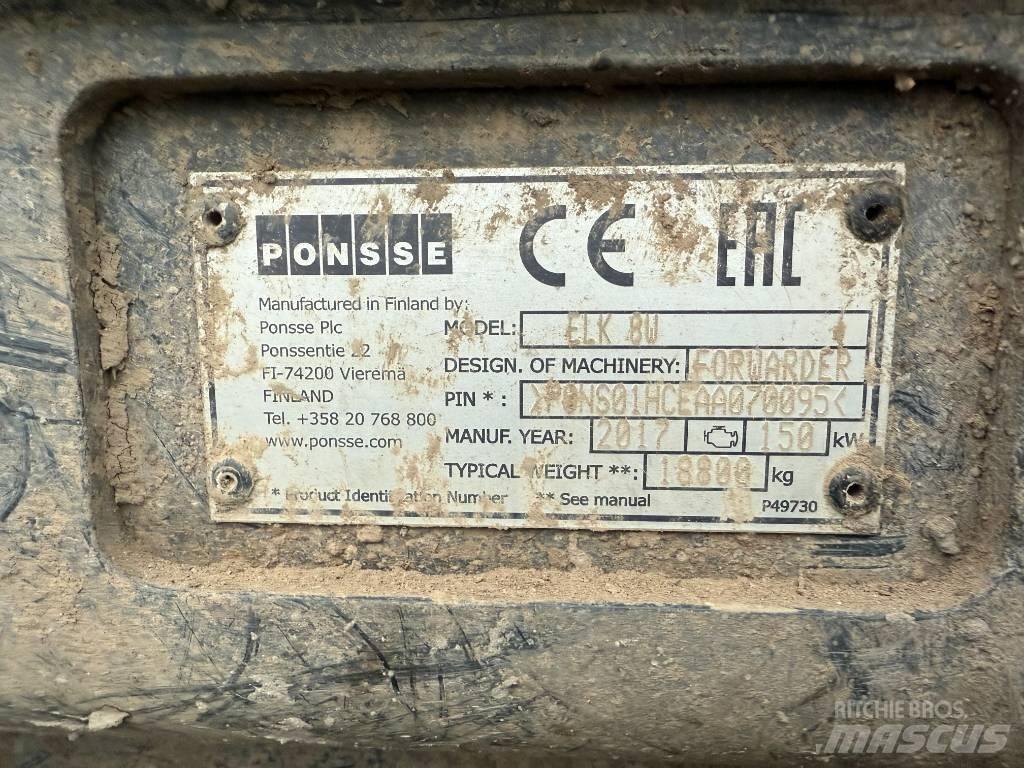 PONSSE CE EAC
Manufactured in Finland by:
Ponsse Plc
Ponssentie 22
FI-74200 Vieremä
FINLAND
Tel. +358 20 768 800
www.ponsse.com
MODEL: ELK 8W
DESIGN. OF MACHINERY: FORWARDER
PIN * : >PONS01HCEAA070095<
MANUF. YEAR: 2017 150 kW
TYPICAL WEIGHT **: 18800 kg
* Product Identification Number ** See manual
P49730
RITCHIE BROS.
MASCUS